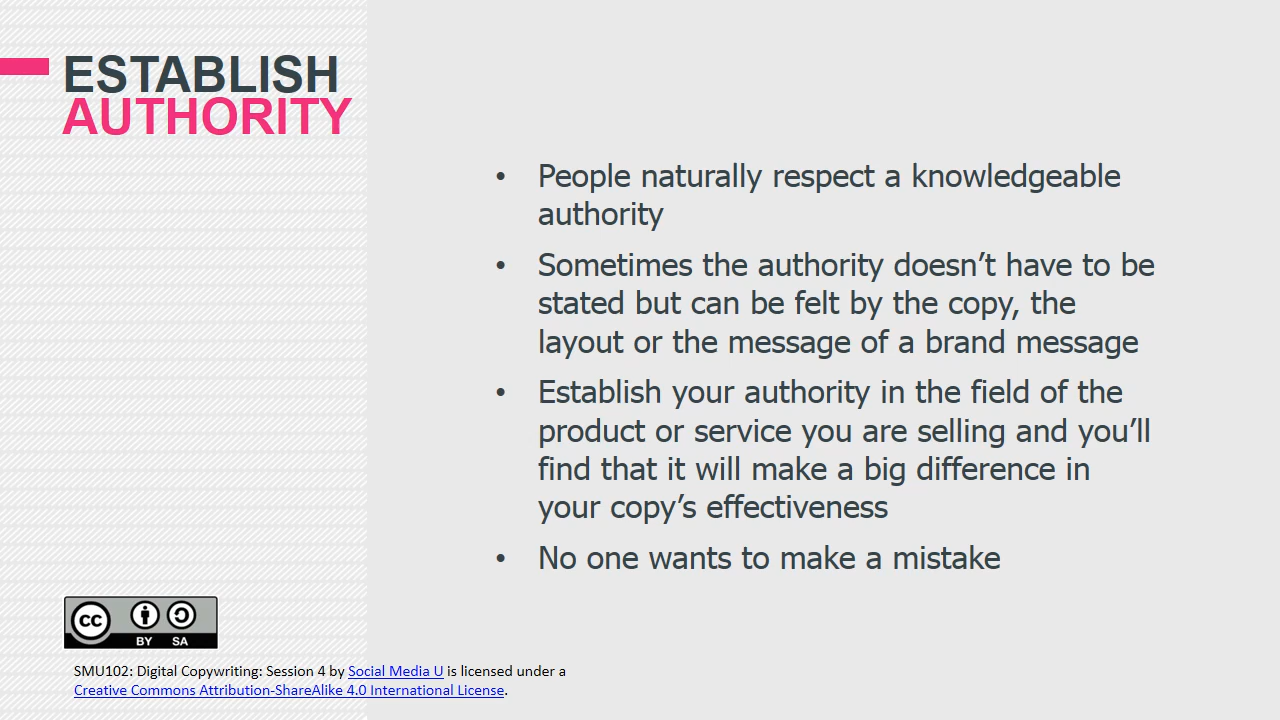 ESTABLISH
AUTHORITY
• People naturally respect a knowledgeable
authority
• Sometimes the authority doesn’t have to be
stated but can be felt by the copy, the
layout or the message of a brand message
• Establish your authority in the field of the
product or service you are selling and you’ll
find that it will make a big difference in
your copy’s effectiveness
• No one wants to make a mistake
CC BY SA
SMU102: Digital Copywriting: Session 4 by Social Media U is licensed under a
Creative Commons Attribution-ShareAlike 4.0 International License.